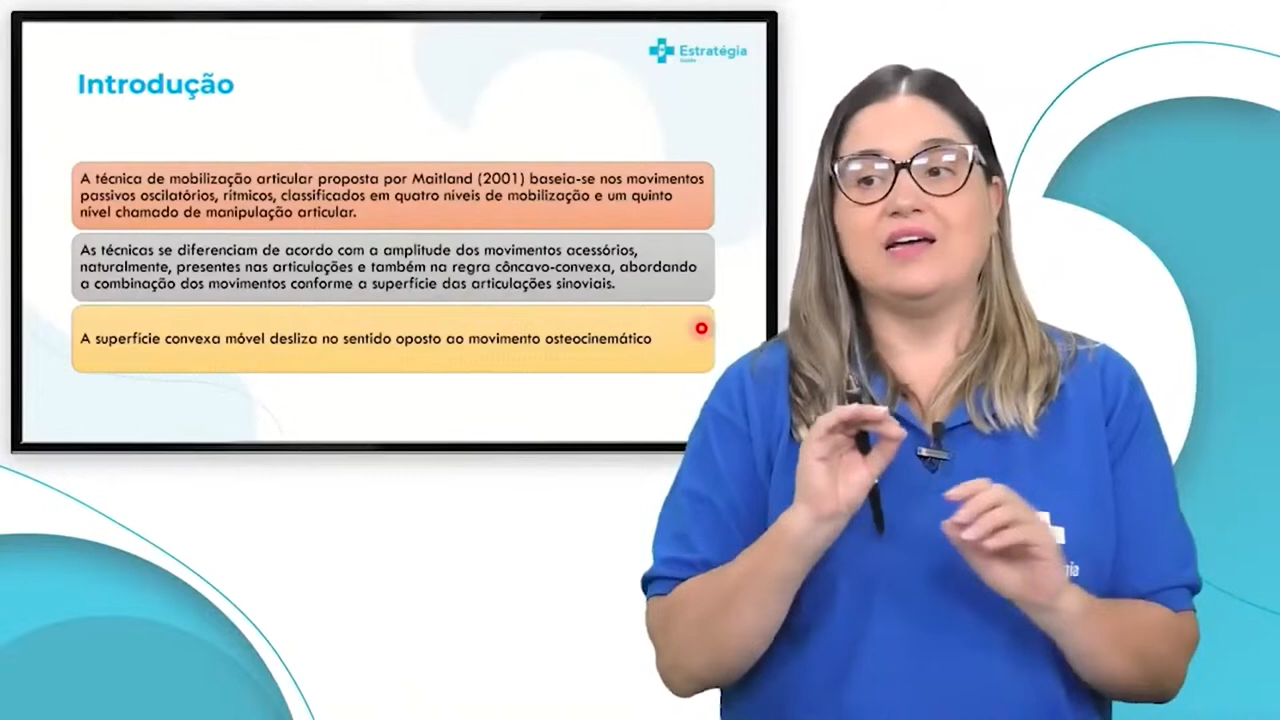 Estratégia
Saúde
Introdução
A técnica de mobilização articular proposta por Maitland (2001) baseia-se nos movimentos
passivos oscilatórios, rítmicos, classificados em quatro níveis de mobilização e um quinto
nível chamado de manipulação articular.
As técnicas se diferenciam de acordo com a amplitude dos movimentos acessórios,
naturalmente, presentes nas articulações e também na regra côncavo-convexa, abordando
a combinação dos movimentos conforme a superfície das articulações sinoviais.
A superfície convexa móvel desliza no sentido oposto ao movimento osteocinemático